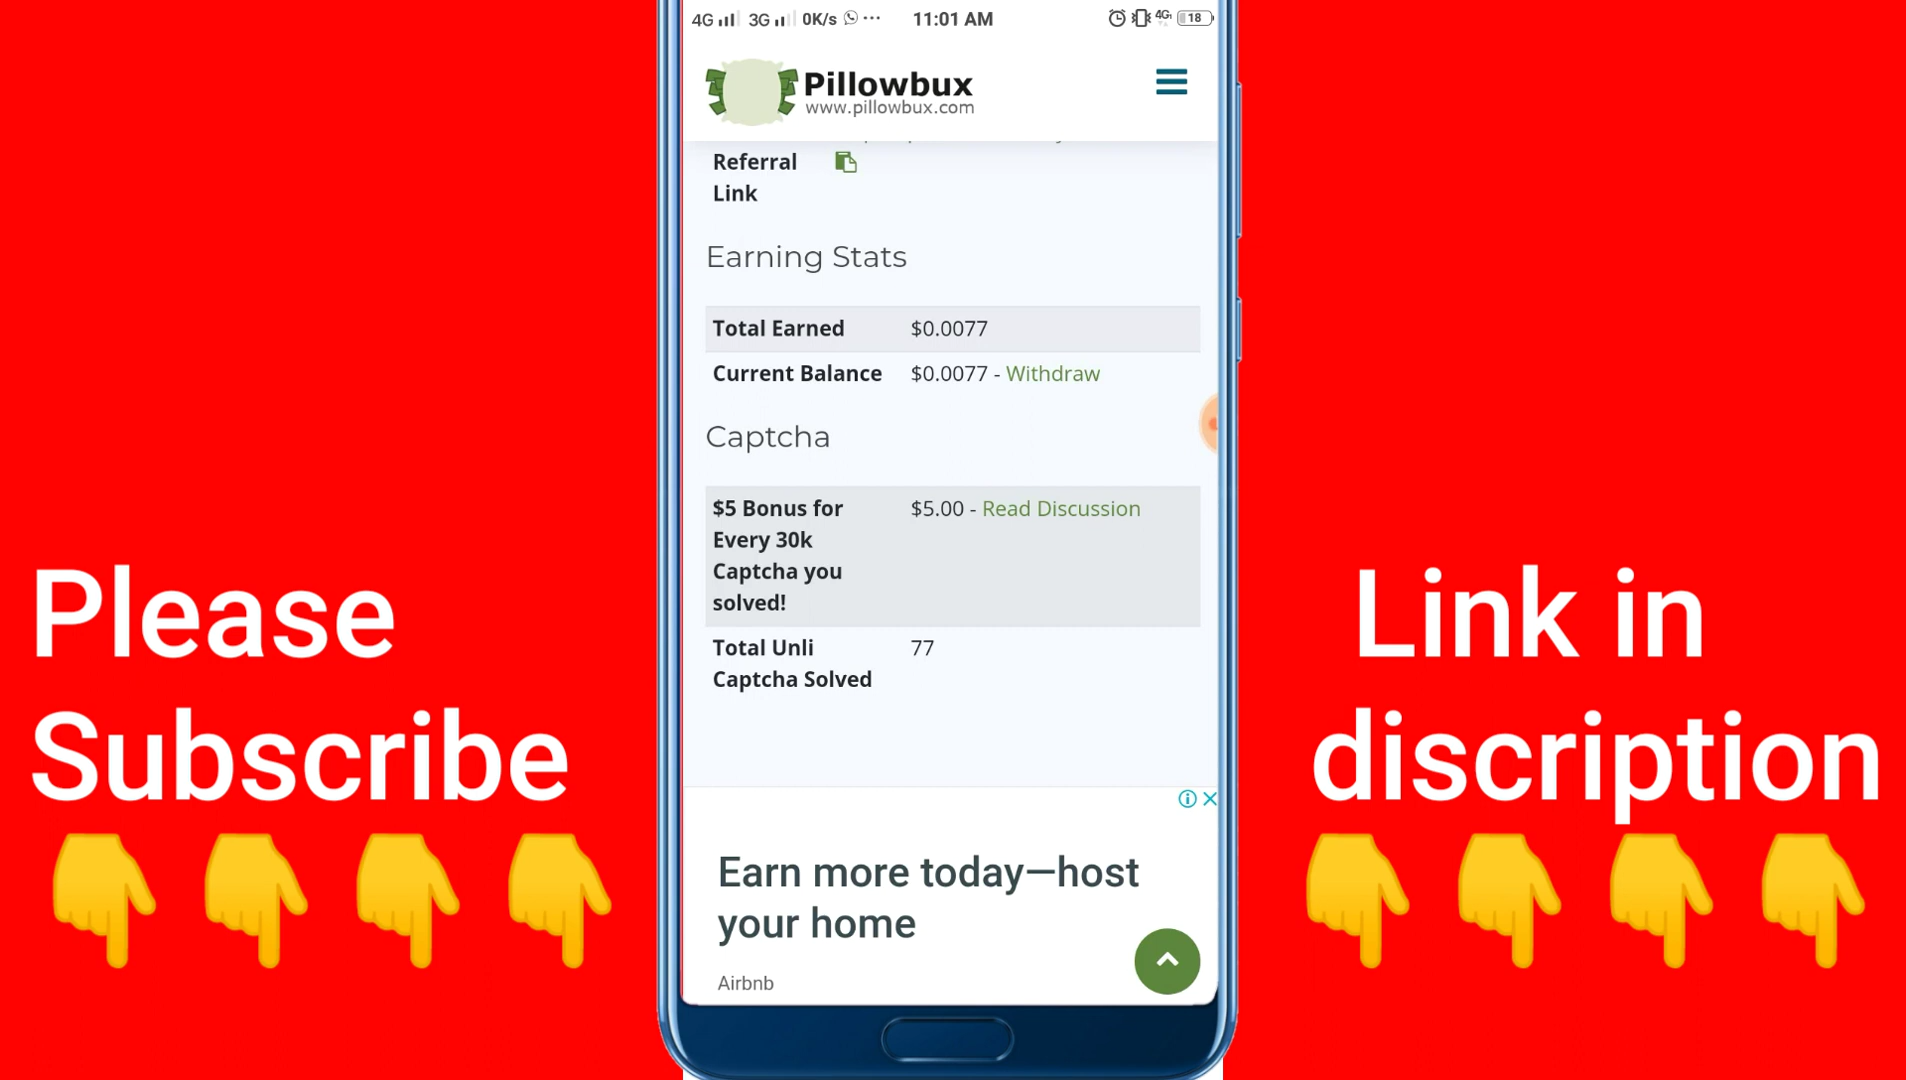 4G 3G 0K/s ··· 11:01 AM 4G 18
Pillowbux
www.pillowbux.com
Referral
Link
Earning Stats
Total Earned $0.0077
Current Balance $0.0077 - Withdraw
Captcha
$5 Bonus for $5.00 - Read Discussion
Every 30k
Captcha you
solved!
Total Unli 77
Captcha Solved
Earn more today—host
your home
Airbnb
Please
Subscribe
Link in
discription